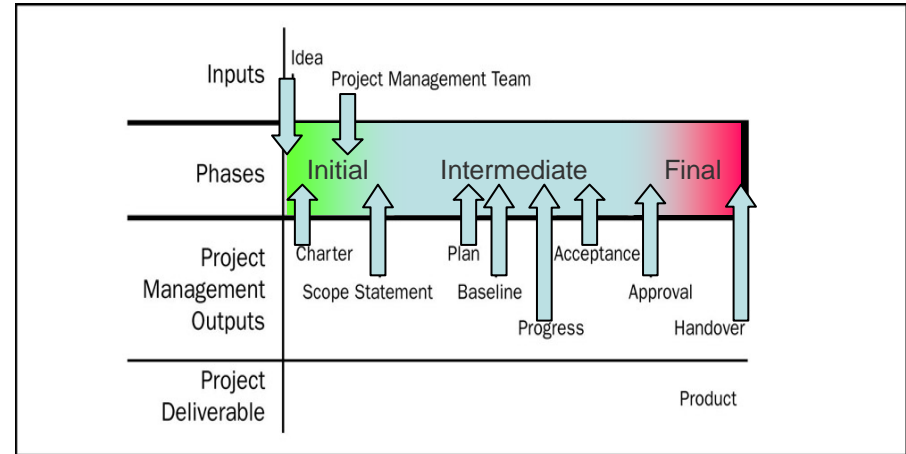 Idea
Inputs
Project Management Team
Phases
Initial
Intermediate
Final
Project
Management
Outputs
Charter
Plan
Acceptance
Scope Statement
Baseline
Approval
Progress
Handover
Project
Deliverable
Product